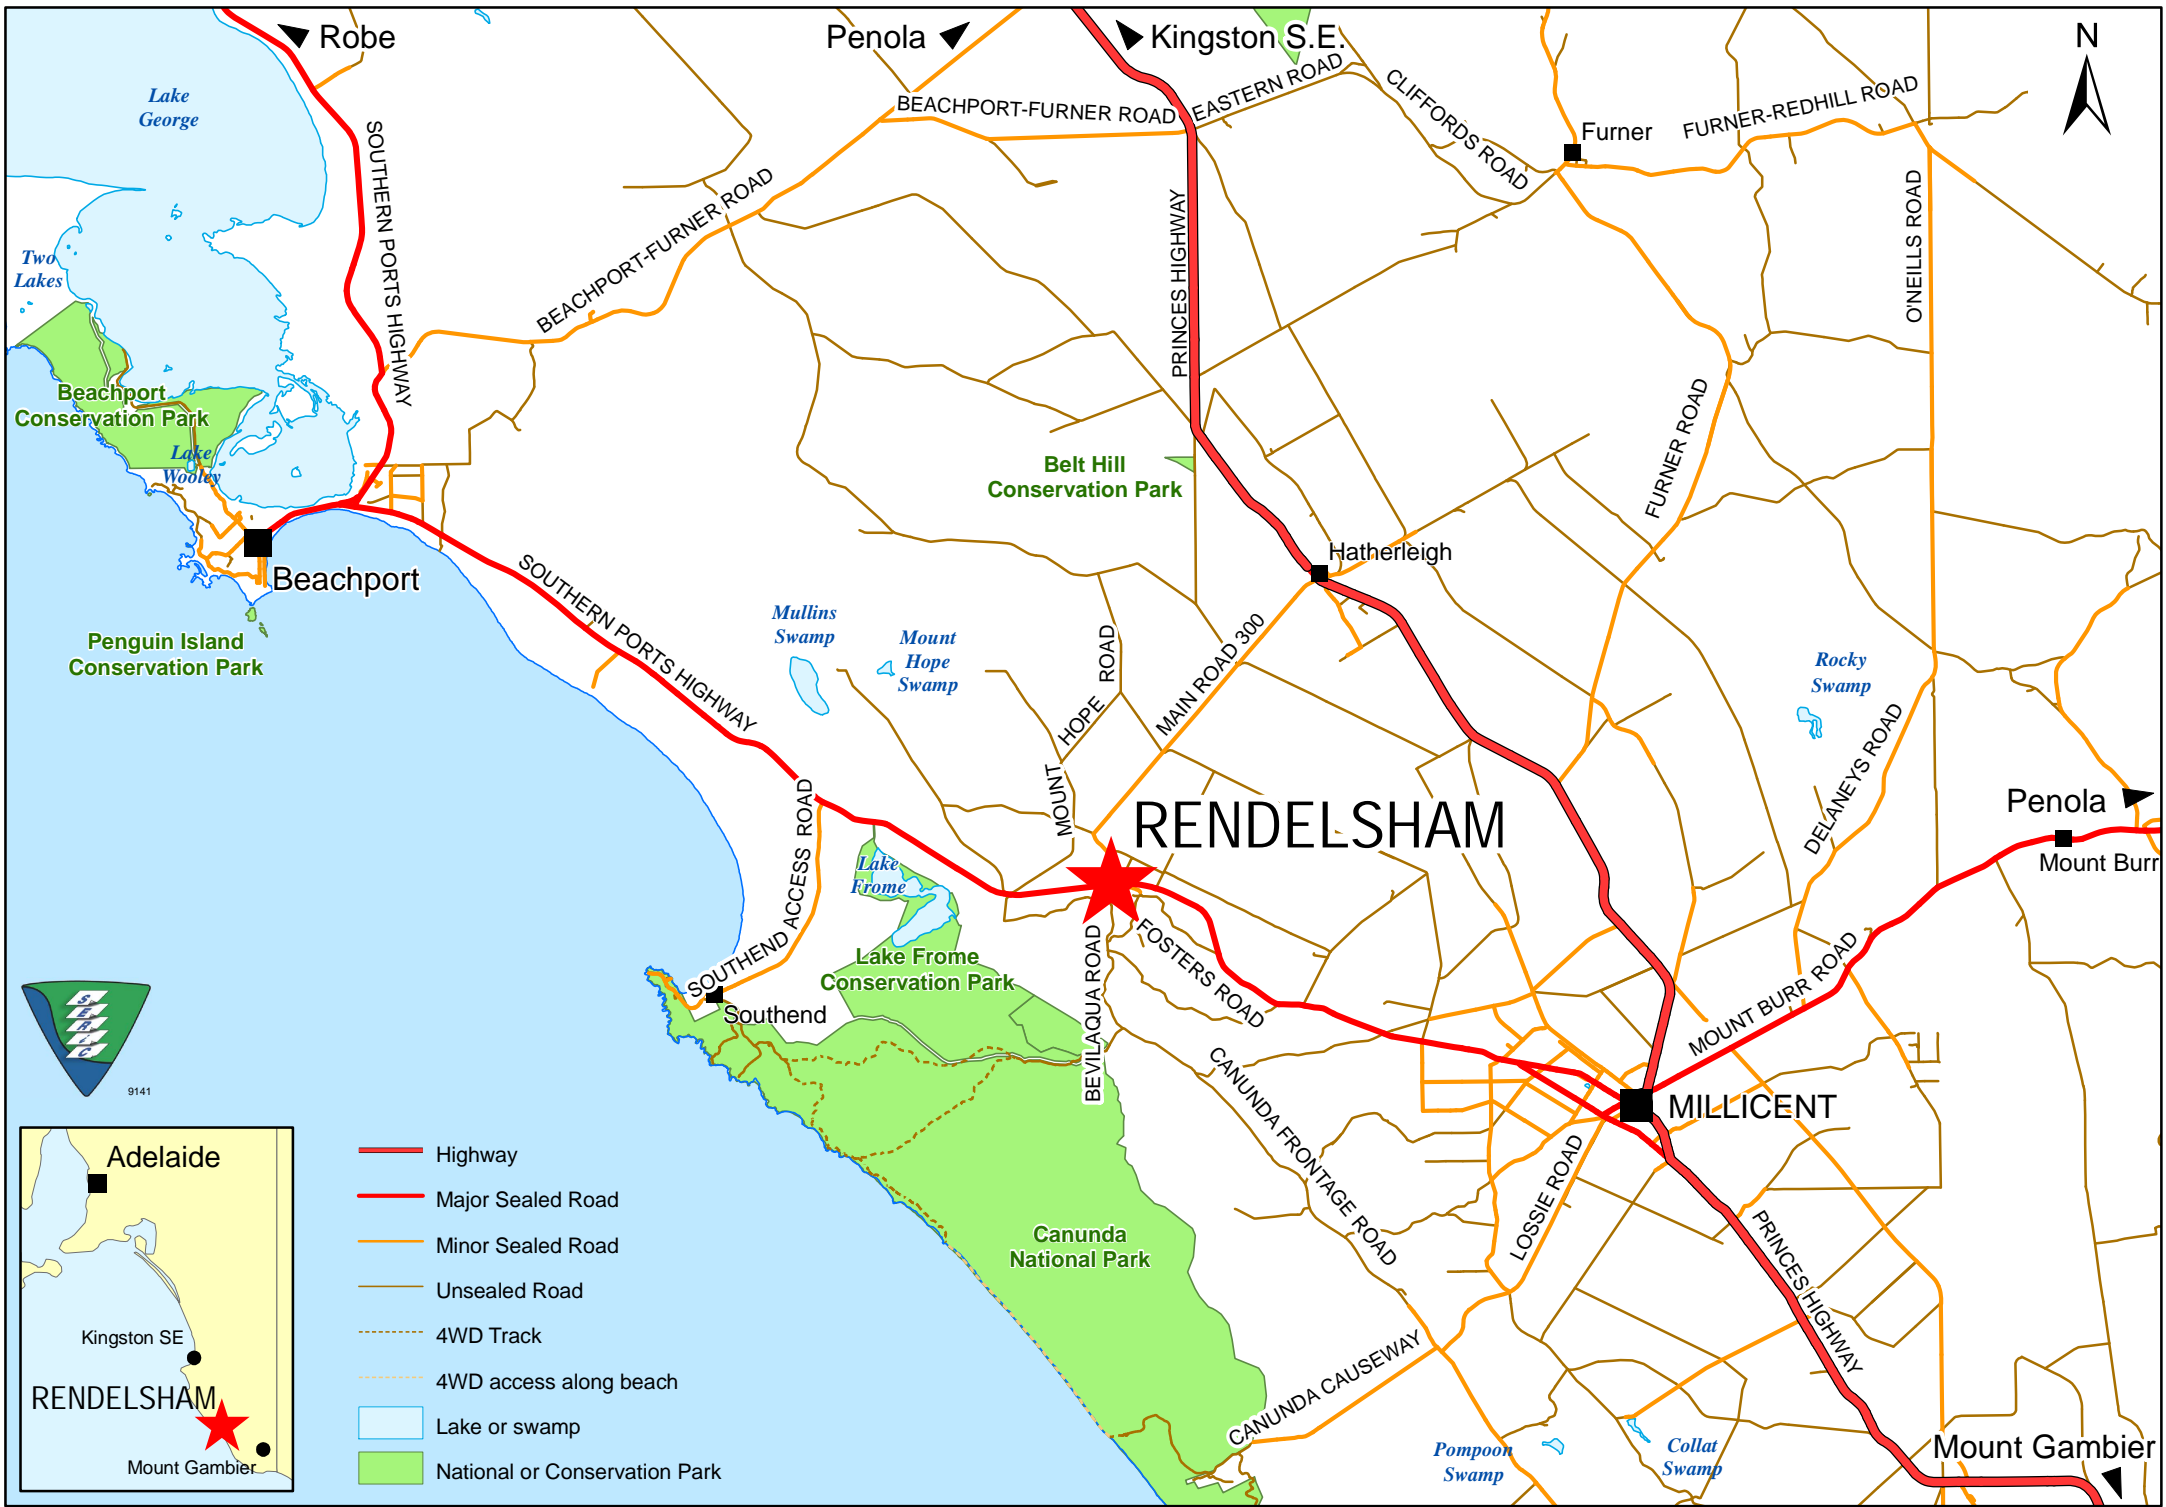 Robe
Penola
Kingston S.E.
N
Lake
George
BEACHPORT-FURNER ROAD
EASTERN ROAD
CLIFFORDS ROAD
FURNER-REDHILL ROAD
Furner
SOUTHERN PORTS HIGHWAY
BEACHPORT-FURNER ROAD
PRINCES HIGHWAY
O'NEILLS ROAD
Two
Lakes
Beachport
Conservation Park
Lake
Wooley
Belt Hill
Conservation Park
FURNER ROAD
Hatherleigh
Beachport
SOUTHERN PORTS HIGHWAY
Penguin Island
Conservation Park
Mullins
Swamp
Mount
Hope
Swamp
MOUNT HOPE ROAD
MAIN ROAD 300
Rocky
Swamp
DELANEYS ROAD
Penola
Mount Burr
RENDELSHAM
SOUTHEND ACCESS ROAD
Lake
Frome
Lake Frome
Conservation Park
Southend
BEVILAQUA ROAD
FOSTERS ROAD
MOUNT BURR ROAD
MILLICENT
CANUNDA FRONTAGE ROAD
LOSSIE ROAD
PRINCES HIGHWAY
Canunda
National Park
CANUNDA CAUSEWAY
Pompoon
Swamp
Collat
Swamp
Mount Gambier
S
E
R
I
C
9141
Adelaide
Kingston SE
RENDELSHAM
Mount Gambier
Highway
Major Sealed Road
Minor Sealed Road
Unsealed Road
4WD Track
4WD access along beach
Lake or swamp
National or Conservation Park